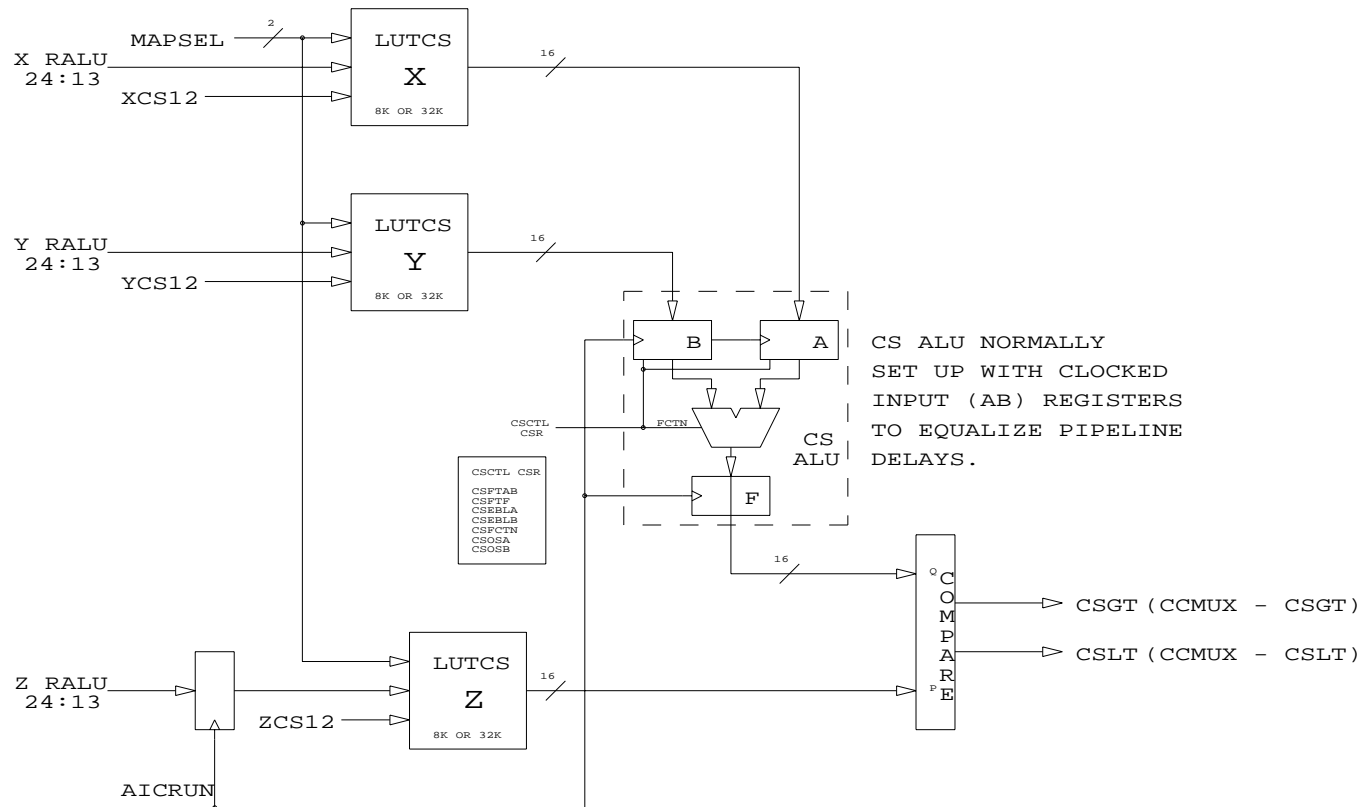 MAPSEL
2
X RALU
24:13
XCS12
LUTCS
X
8K OR 32K
16
Y RALU
24:13
YCS12
LUTCS
Y
8K OR 32K
16
B
A
CS ALU NORMALLY
SET UP WITH CLOCKED
INPUT (AB) REGISTERS
TO EQUALIZE PIPELINE
DELAYS.
CSCTL
CSR
FCTN
CS
ALU
F
CSCTL CSR
CSFTAB
CSFTF
CSEBLA
CSEBLB
CSFCTN
CSOSA
CSOSB
16
Q
COMPARE
P
CSGT (CCMUX - CSGT)
CSLT (CCMUX - CSLT)
Z RALU
24:13
ZCS12
LUTCS
Z
8K OR 32K
16
AICRUN